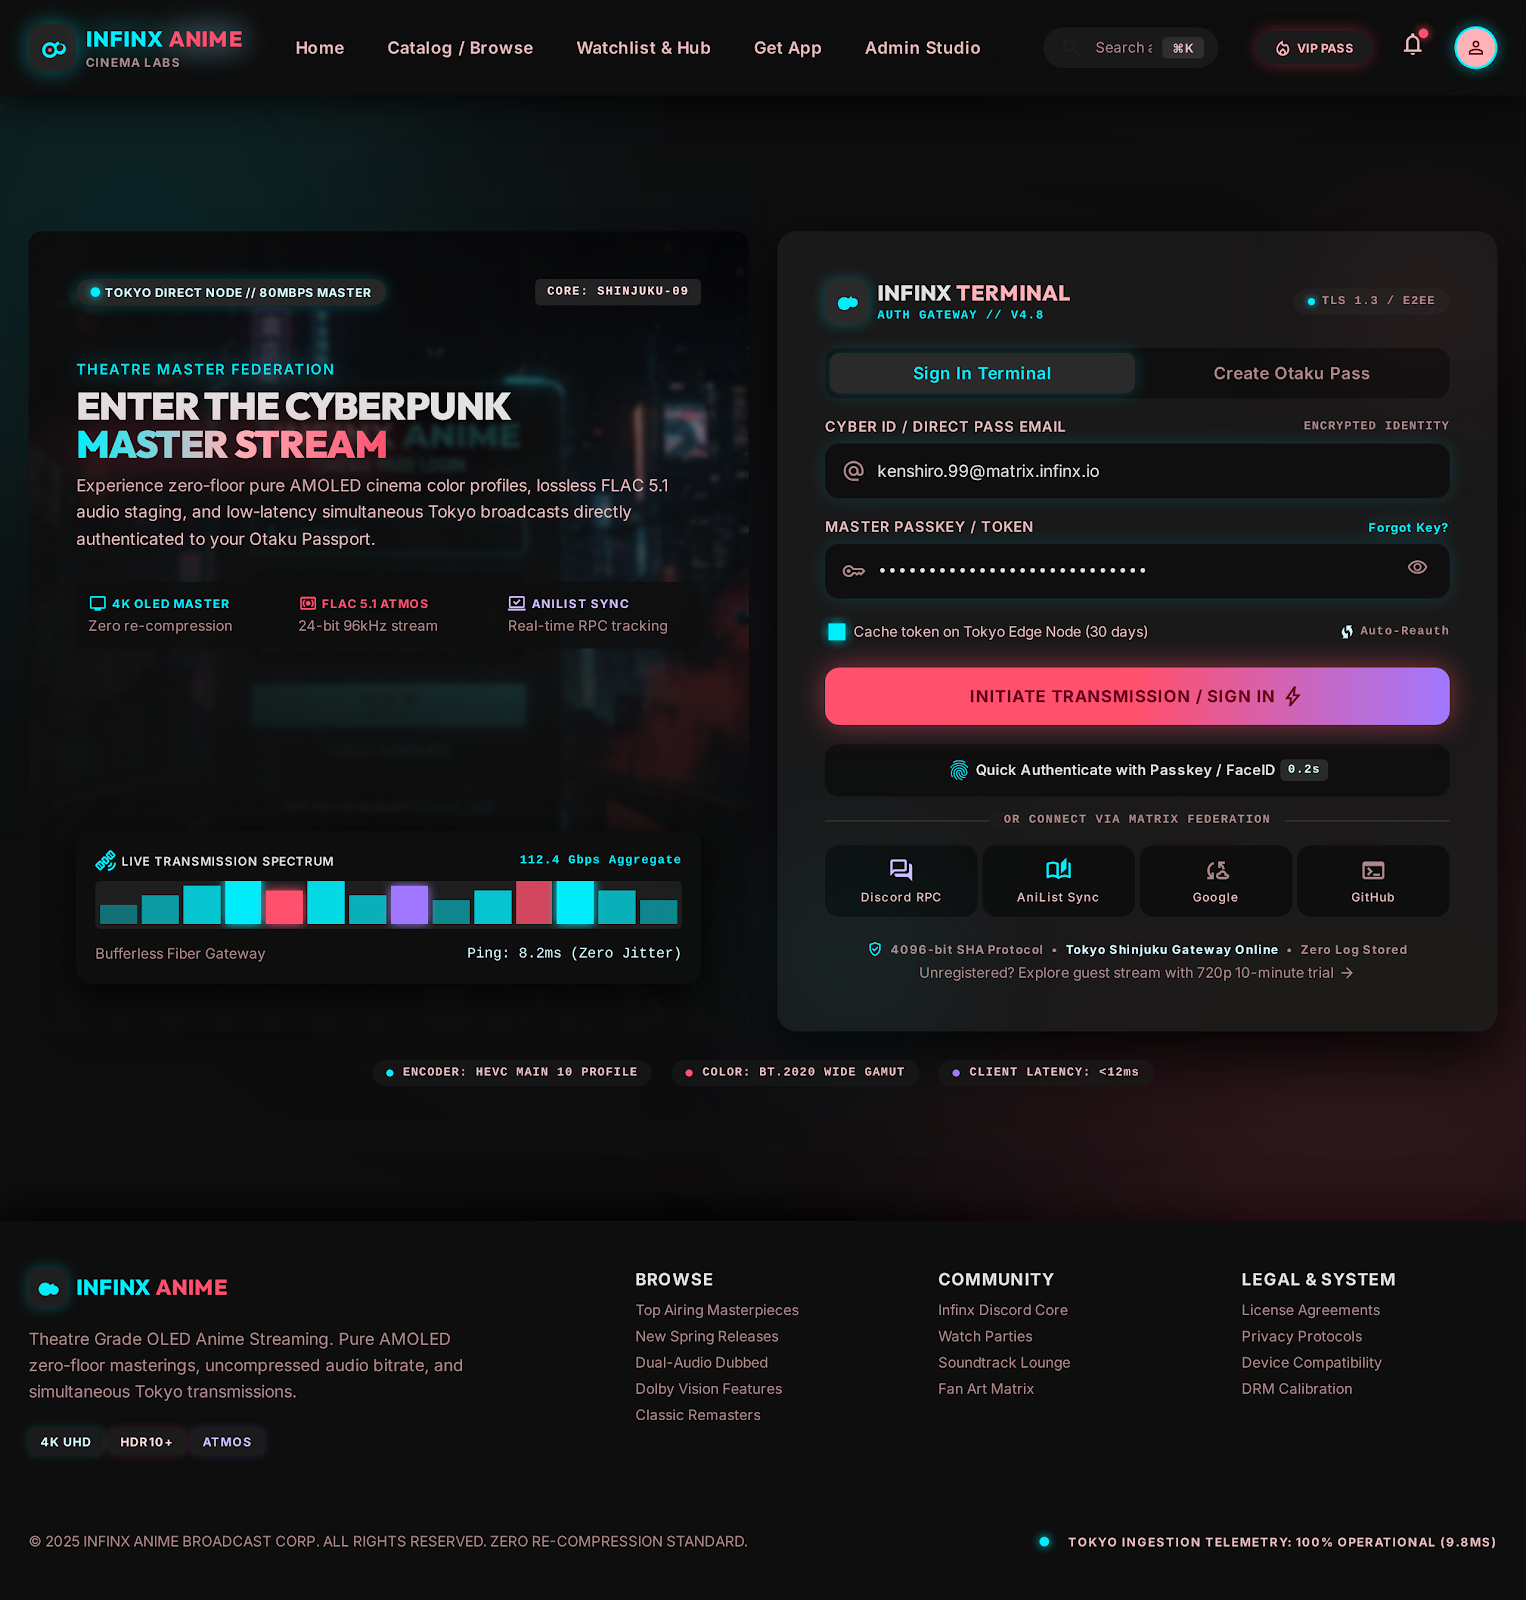 INFINX ANIME
CINEMA LABS
Home
Catalog / Browse
Watchlist & Hub
Get App
Admin Studio
Search
⌘K
VIP PASS
TOKYO DIRECT NODE // 80MBPS MASTER
CORE: SHINJUKU-09
THEATRE MASTER FEDERATION
ENTER THE CYBERPUNK
MASTER STREAM
Experience zero-floor pure AMOLED cinema color profiles, lossless FLAC 5.1
audio staging, and low-latency simultaneous Tokyo broadcasts directly
authenticated to your Otaku Passport.
4K OLED MASTER
Zero re-compression
FLAC 5.1 ATMOS
24-bit 96kHz stream
ANILIST SYNC
Real-time RPC tracking
LIVE TRANSMISSION SPECTRUM
112.4 Gbps Aggregate
Bufferless Fiber Gateway
Ping: 8.2ms (Zero Jitter)
INFINX TERMINAL
AUTH GATEWAY // V4.8
TLS 1.3 / E2EE
Sign In Terminal
Create Otaku Pass
CYBER ID / DIRECT PASS EMAIL
ENCRYPTED IDENTITY
kenshiro.99@matrix.infinx.io
MASTER PASSKEY / TOKEN
Forgot Key?
•••••••••••••••••••••••••••
Cache token on Tokyo Edge Node (30 days)
Auto-Reauth
INITIATE TRANSMISSION / SIGN IN
Quick Authenticate with Passkey / FaceID 0.2s
OR CONNECT VIA MATRIX FEDERATION
Discord RPC
AniList Sync
Google
GitHub
4096-bit SHA Protocol • Tokyo Shinjuku Gateway Online • Zero Log Stored
Unregistered? Explore guest stream with 720p 10-minute trial →
ENCODER: HEVC MAIN 10 PROFILE
COLOR: BT.2020 WIDE GAMUT
CLIENT LATENCY: <12ms
INFINX ANIME
Theatre Grade OLED Anime Streaming. Pure AMOLED
zero-floor masterings, uncompressed audio bitrate, and
simultaneous Tokyo transmissions.
4K UHD
HDR10+
ATMOS
BROWSE
Top Airing Masterpieces
New Spring Releases
Dual-Audio Dubbed
Dolby Vision Features
Classic Remasters
COMMUNITY
Infinx Discord Core
Watch Parties
Soundtrack Lounge
Fan Art Matrix
LEGAL & SYSTEM
License Agreements
Privacy Protocols
Device Compatibility
DRM Calibration
© 2025 INFINX ANIME BROADCAST CORP. ALL RIGHTS RESERVED. ZERO RE-COMPRESSION STANDARD.
TOKYO INGESTION TELEMETRY: 100% OPERATIONAL (9.8MS)